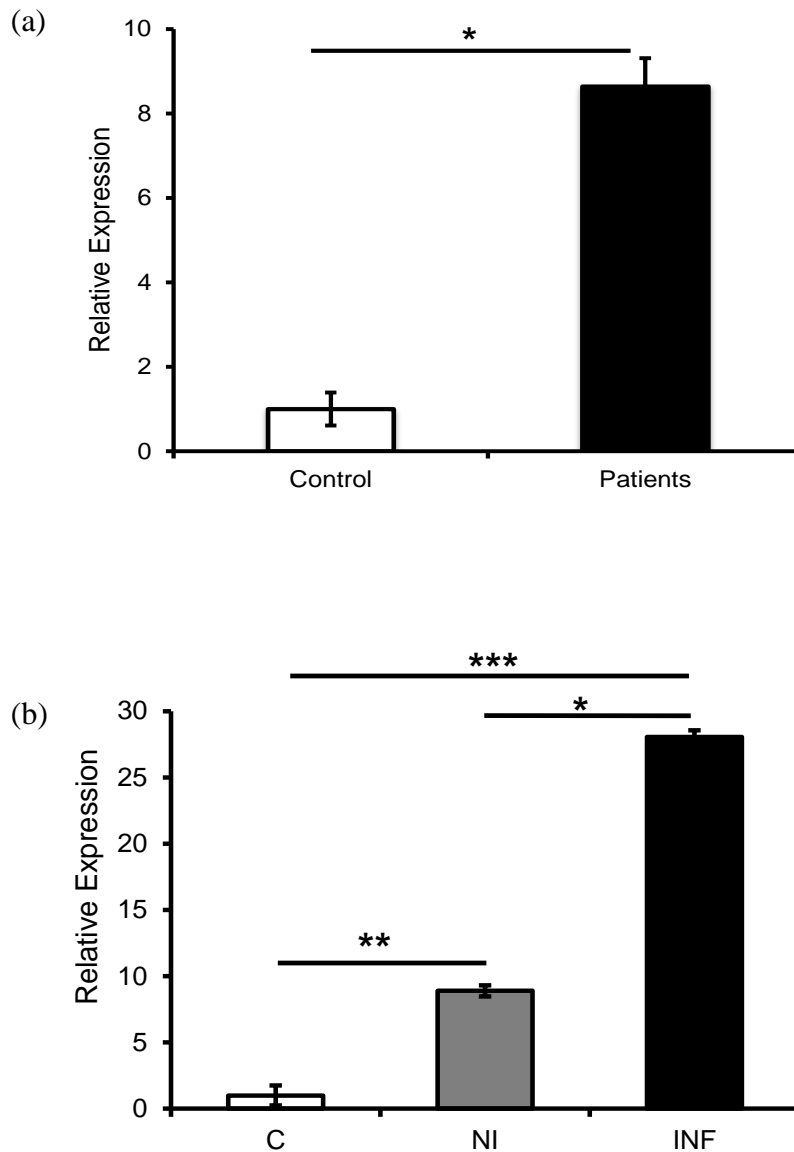 (a)
*
10
8
6
4
2
0
Relative Expression
Control Patients
(b)
***
*
**
30
25
20
15
10
5
0
Relative Expression
C NI INF